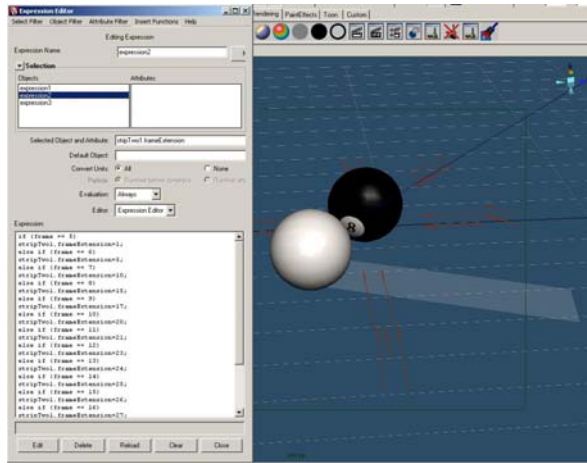 Expression Editor
Select Filter Object Filter Attribute Filter Insert Functions Help
Editing Expression
Expression Name expression2
Selection
Objects Attributes
expression1
expression2
expression3
Selected Object and Attribute: stripTwo1.frameExtension
Default Object:
Convert Units: All None
Particle:
Evaluation: Always
Editor: Expression Editor
Expression:
if (frame == 5)
stripTwo1.frameExtension=1;
else if (frame == 6)
else if (frame == 7)
stripTwo1.frameExtension=10;
else if (frame == 8)
stripTwo1.frameExtension=15;
else if (frame == 9)
stripTwo1.frameExtension=17;
else if (frame == 10)
stripTwo1.frameExtension=20;
else if (frame == 11)
stripTwo1.frameExtension=21;
else if (frame == 12)
stripTwo1.frameExtension=23;
else if (frame == 13)
stripTwo1.frameExtension=24;
else if (frame == 14)
stripTwo1.frameExtension=25;
else if (frame == 15)
stripTwo1.frameExtension=26;
else if (frame == 16)
stripTwo1.frameExtension=27;
Edit Delete Reload Clear Close
Rendering PaintEffects Toon Custom
8
persp